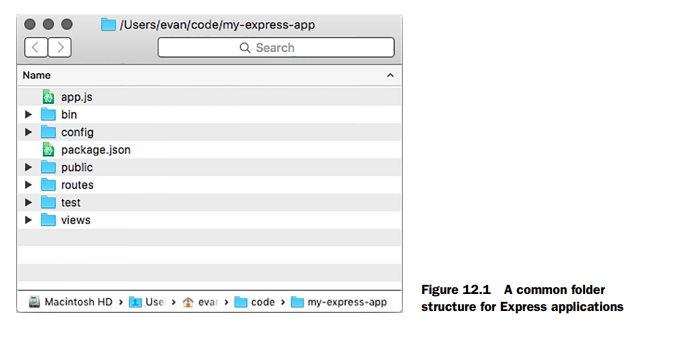 /Users/evan/code/my-express-app
Search
Name
app.js
bin
config
package.json
public
routes
test
views
Macintosh HD › Use › evar › code › my-express-app
Figure 12.1 A common folder
structure for Express applications